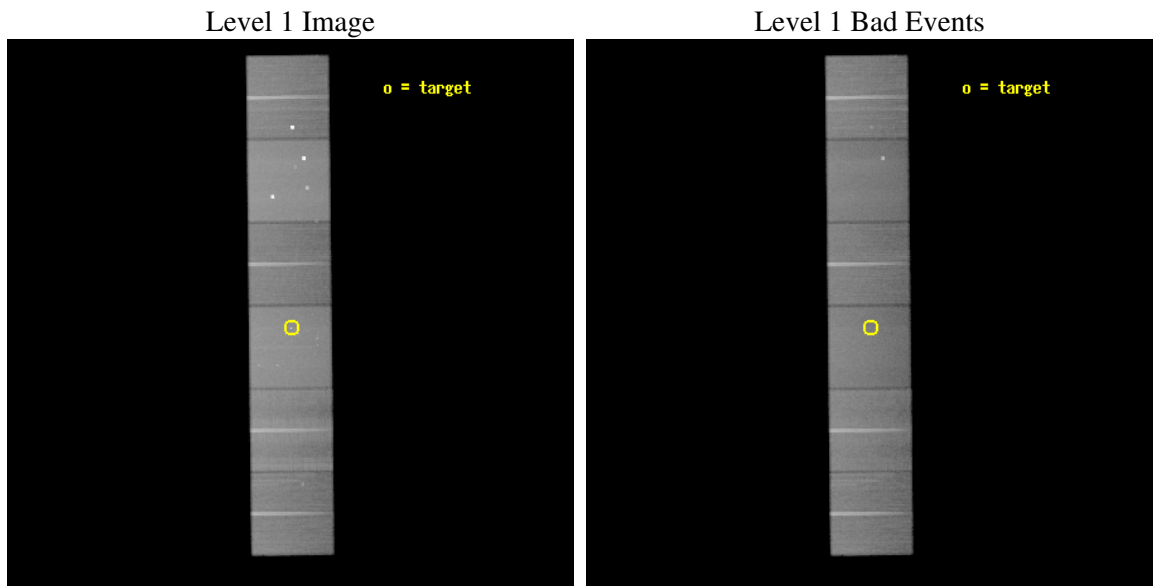 Level 1 Image
Level 1 Bad Events
o = target
o = target